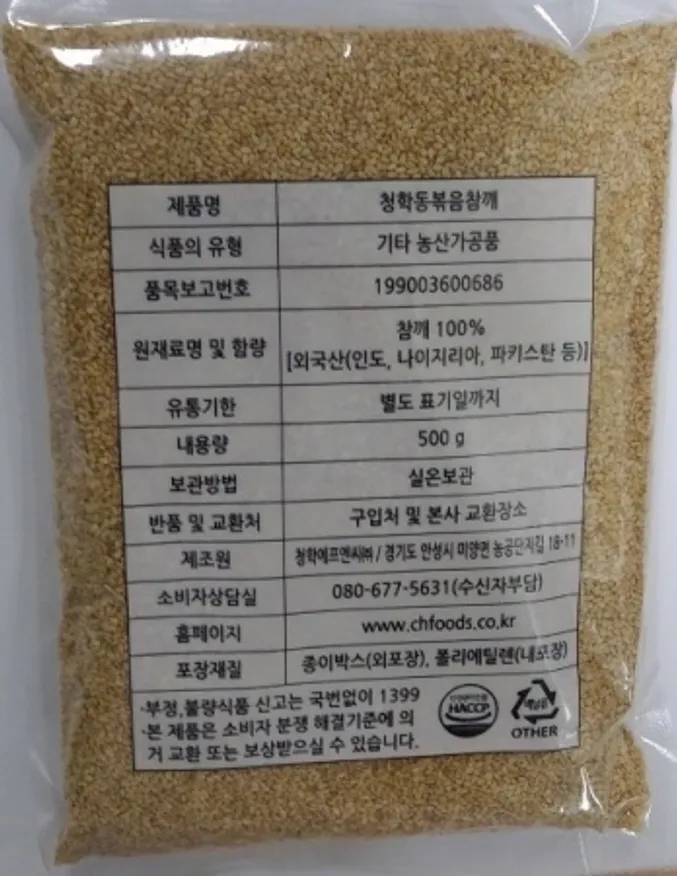 제품명 청학동볶음참깨
식품의 유형 기타 농산가공품
품목보고번호 199003600686
원재료명 및 함량 참깨 100%
[외국산(인도, 나이지리아, 파키스탄 등)]
유통기한 별도 표기일까지
내용량 500 g
보관방법 실온보관
반품 및 교환처 구입처 및 본사 교환장소
제조원 청학에프엔씨㈜ / 경기도 안성시 미양면 농공단지길 18-11
소비자상담실 080-677-5631(수신자부담)
홈페이지 www.chfoods.co.kr
포장재질 종이박스(외포장), 폴리에틸렌(내포장)
·부정,불량식품 신고는 국번없이 1399
·본 제품은 소비자 분쟁 해결기준에 의
거 교환 또는 보상받으실 수 있습니다.
HACCP
OTHER